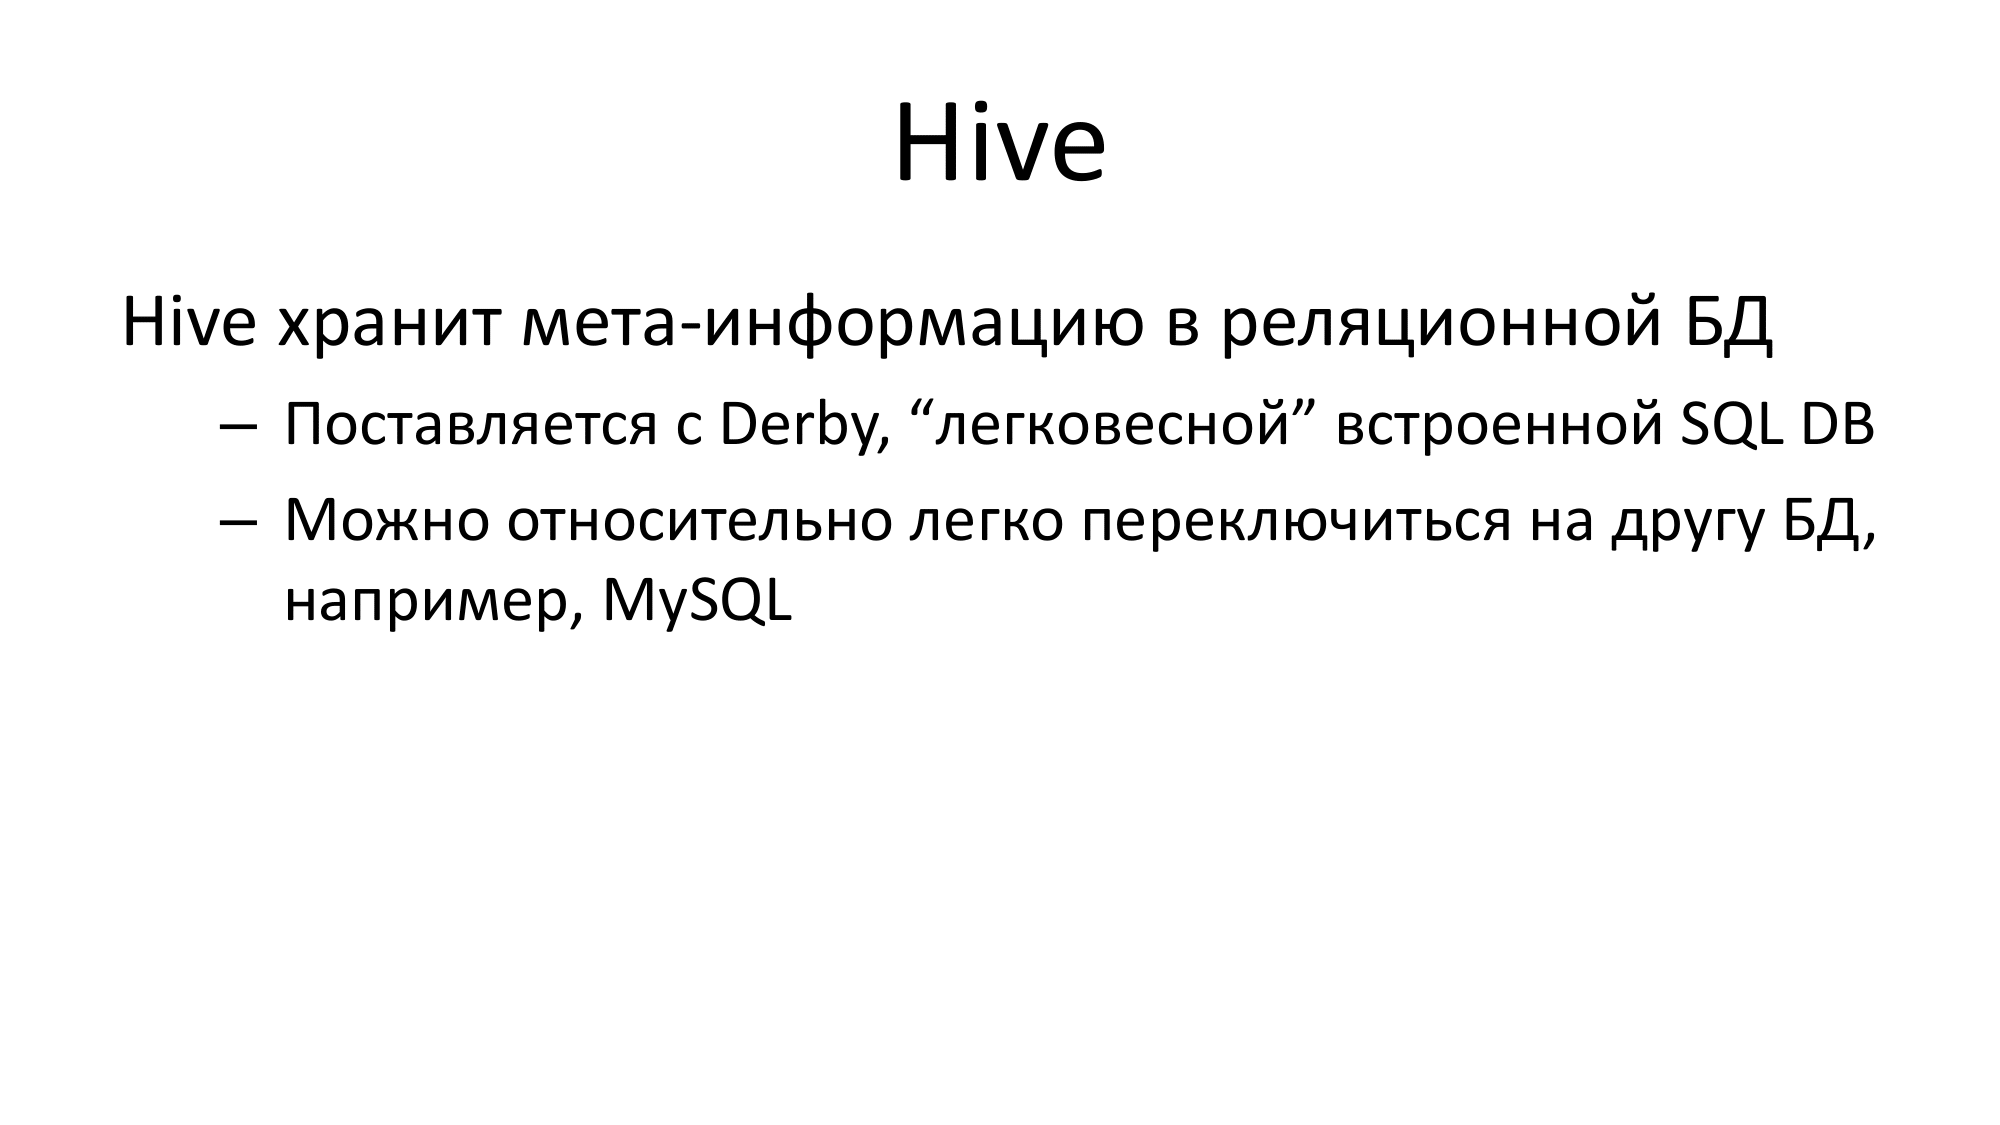 Hive
Hive хранит мета-информацию в реляционной БД
– Поставляется с Derby, “легковесной” встроенной SQL DB
– Можно относительно легко переключиться на другу БД,
например, MySQL